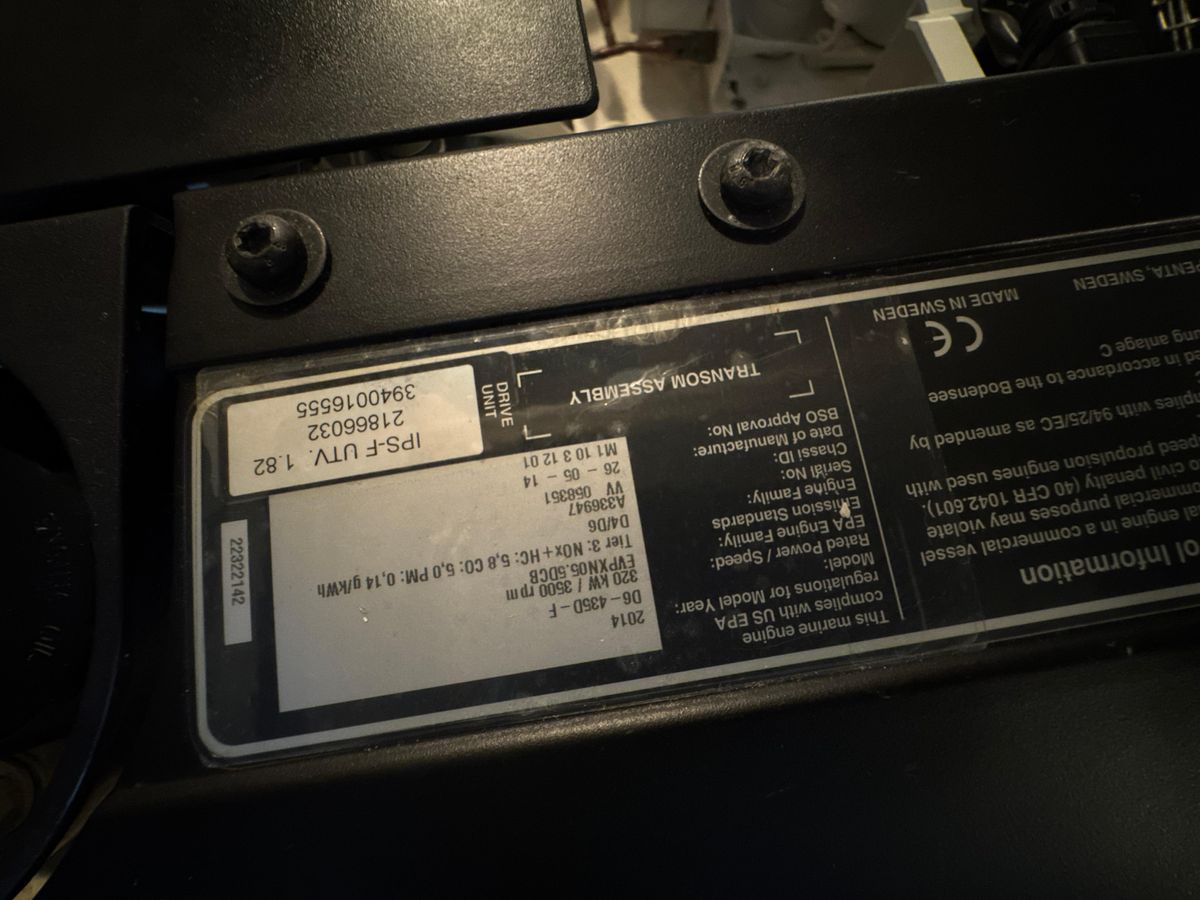 ol Information
al engine in a commercial vessel
commercial purposes may violate
civil penalty (40 CFR 1042.601).
speed propulsion engines used with
plies with 94/25/EC as amended by
in accordance to the Bodensee
anlage C
CE
MADE IN SWEDEN
PENTA, SWEDEN
This marine engine
complies with US EPA
regulations for Model Year: 2014
Model: D6-435D-F
Rated Power / Speed: 320 kW / 3500 rpm
EPA Engine Family: EVPXN05.5DCB
Emission Standards Tier 3: NOx+HC: 5,8 CO: 5,0 PM: 0,14 g/kWh
Engine Family: D4/D6
Serial No: A336947
Chassi ID: VV 058351
Date of Manufacture: 26 - 05 - 14
BSO Approval No: M1 10 3 12 01
TRANSOM ASSEMBLY
DRIVE
UNIT
IPS-F UTV. 1.82
21866032
3940016555
22322142